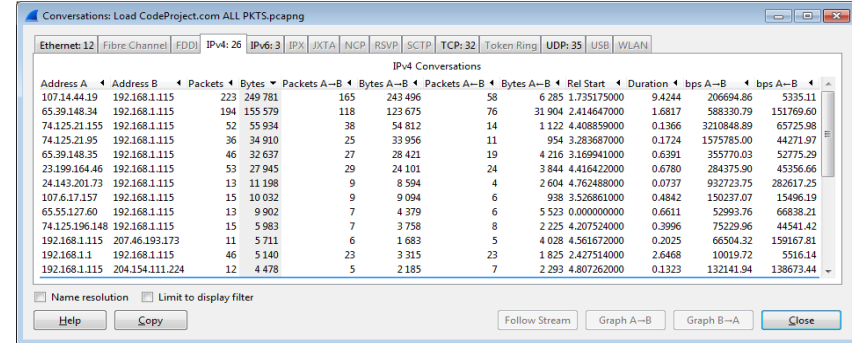 Conversations: Load CodeProject.com ALL PKTS.pcapng
Ethernet: 12 Fibre Channel FDDI IPv4: 26 IPv6: 3 IPX JXTA NCP RSVP SCTP TCP: 32 Token Ring UDP: 35 USB WLAN
IPv4 Conversations
Address A Address B Packets Bytes Packets A→B Bytes A→B Packets A←B Bytes A←B Rel Start Duration bps A→B bps A←B
107.14.44.19 192.168.1.115 223 249 781 165 243 496 58 6 285 1.735175000 9.4244 206694.86 5335.11
65.39.148.34 192.168.1.115 194 155 579 118 123 675 76 31 904 2.414647000 1.6817 588330.79 151769.60
74.125.21.155 192.168.1.115 52 55 934 38 54 812 14 1 122 4.408859000 0.1366 3210848.89 65725.98
74.125.21.95 192.168.1.115 36 34 910 25 33 956 11 954 3.283687000 0.1724 1575785.00 44271.97
65.39.148.35 192.168.1.115 46 32 637 27 28 421 19 4 216 3.169941000 0.6391 355770.03 52775.29
23.199.164.46 192.168.1.115 53 27 945 29 24 101 24 3 844 4.416422000 0.6780 284375.90 45356.66
24.143.201.73 192.168.1.115 13 11 198 9 8 594 4 2 604 4.762488000 0.0737 932723.75 282617.25
107.6.17.157 192.168.1.115 15 10 032 9 9 094 6 938 3.526861000 0.4842 150237.07 15496.19
65.55.127.60 192.168.1.115 13 9 902 7 4 379 6 5 523 0.000000000 0.6611 52993.76 66838.21
74.125.196.148 192.168.1.115 15 5 983 7 3 758 8 2 225 4.207524000 0.3996 75229.96 44541.42
192.168.1.115 207.46.193.173 11 5 711 6 1 683 5 4 028 4.561672000 0.2025 66504.32 159167.81
192.168.1.1 192.168.1.115 46 5 140 23 3 315 23 1 825 2.427514000 2.6468 10019.72 5516.14
192.168.1.115 204.154.111.224 12 4 478 5 2 185 7 2 293 4.807262000 0.1323 132141.94 138673.44
Name resolution Limit to display filter
Help Copy Follow Stream Graph A→B Graph B→A Close